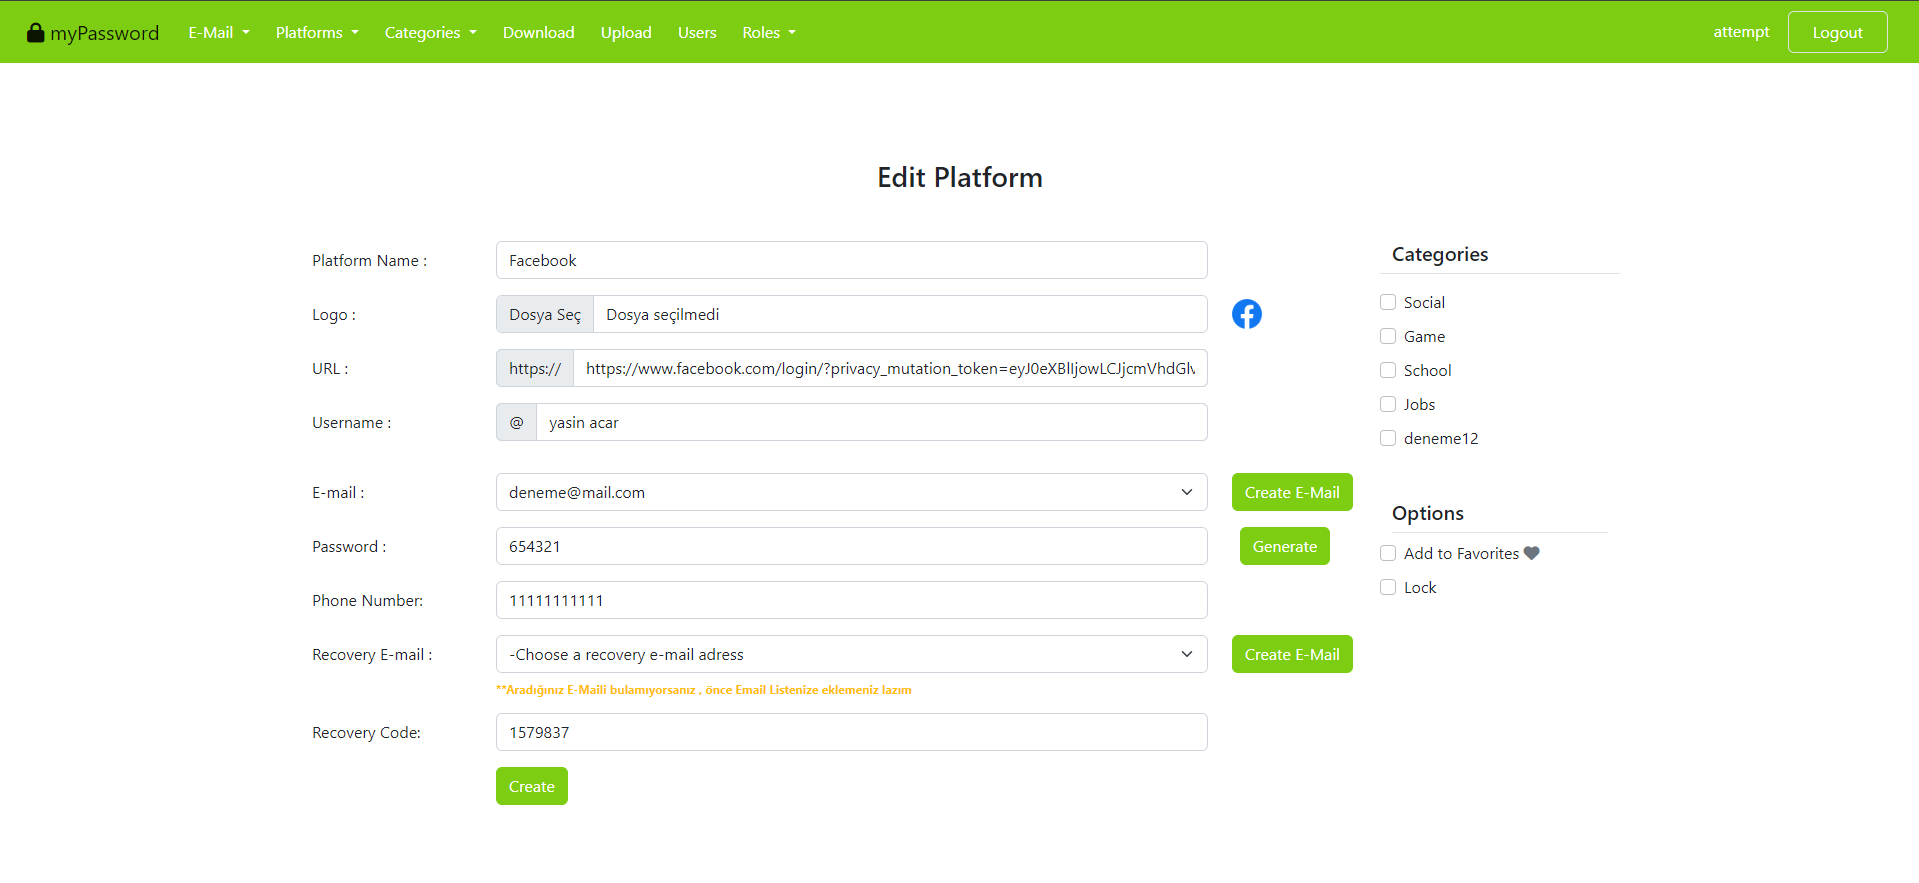 myPassword E-Mail Platforms Categories Download Upload Users Roles attempt Logout
Edit Platform
Platform Name : Facebook
Logo : Dosya Seç Dosya seçilmedi
URL : https:// https://www.facebook.com/login/?privacy_mutation_token=eyJ0eXBlIjowLCJjcmVhdGlv
Username : @ yasin acar
E-mail : deneme@mail.com Create E-Mail
Password : 654321 Generate
Phone Number: 11111111111
Recovery E-mail : -Choose a recovery e-mail adress Create E-Mail
**Aradığınız E-Maili bulamıyorsanız , önce Email Listenize eklemeniz lazım
Recovery Code: 1579837
Create
Categories
Social
Game
School
Jobs
deneme12
Options
Add to Favorites
Lock